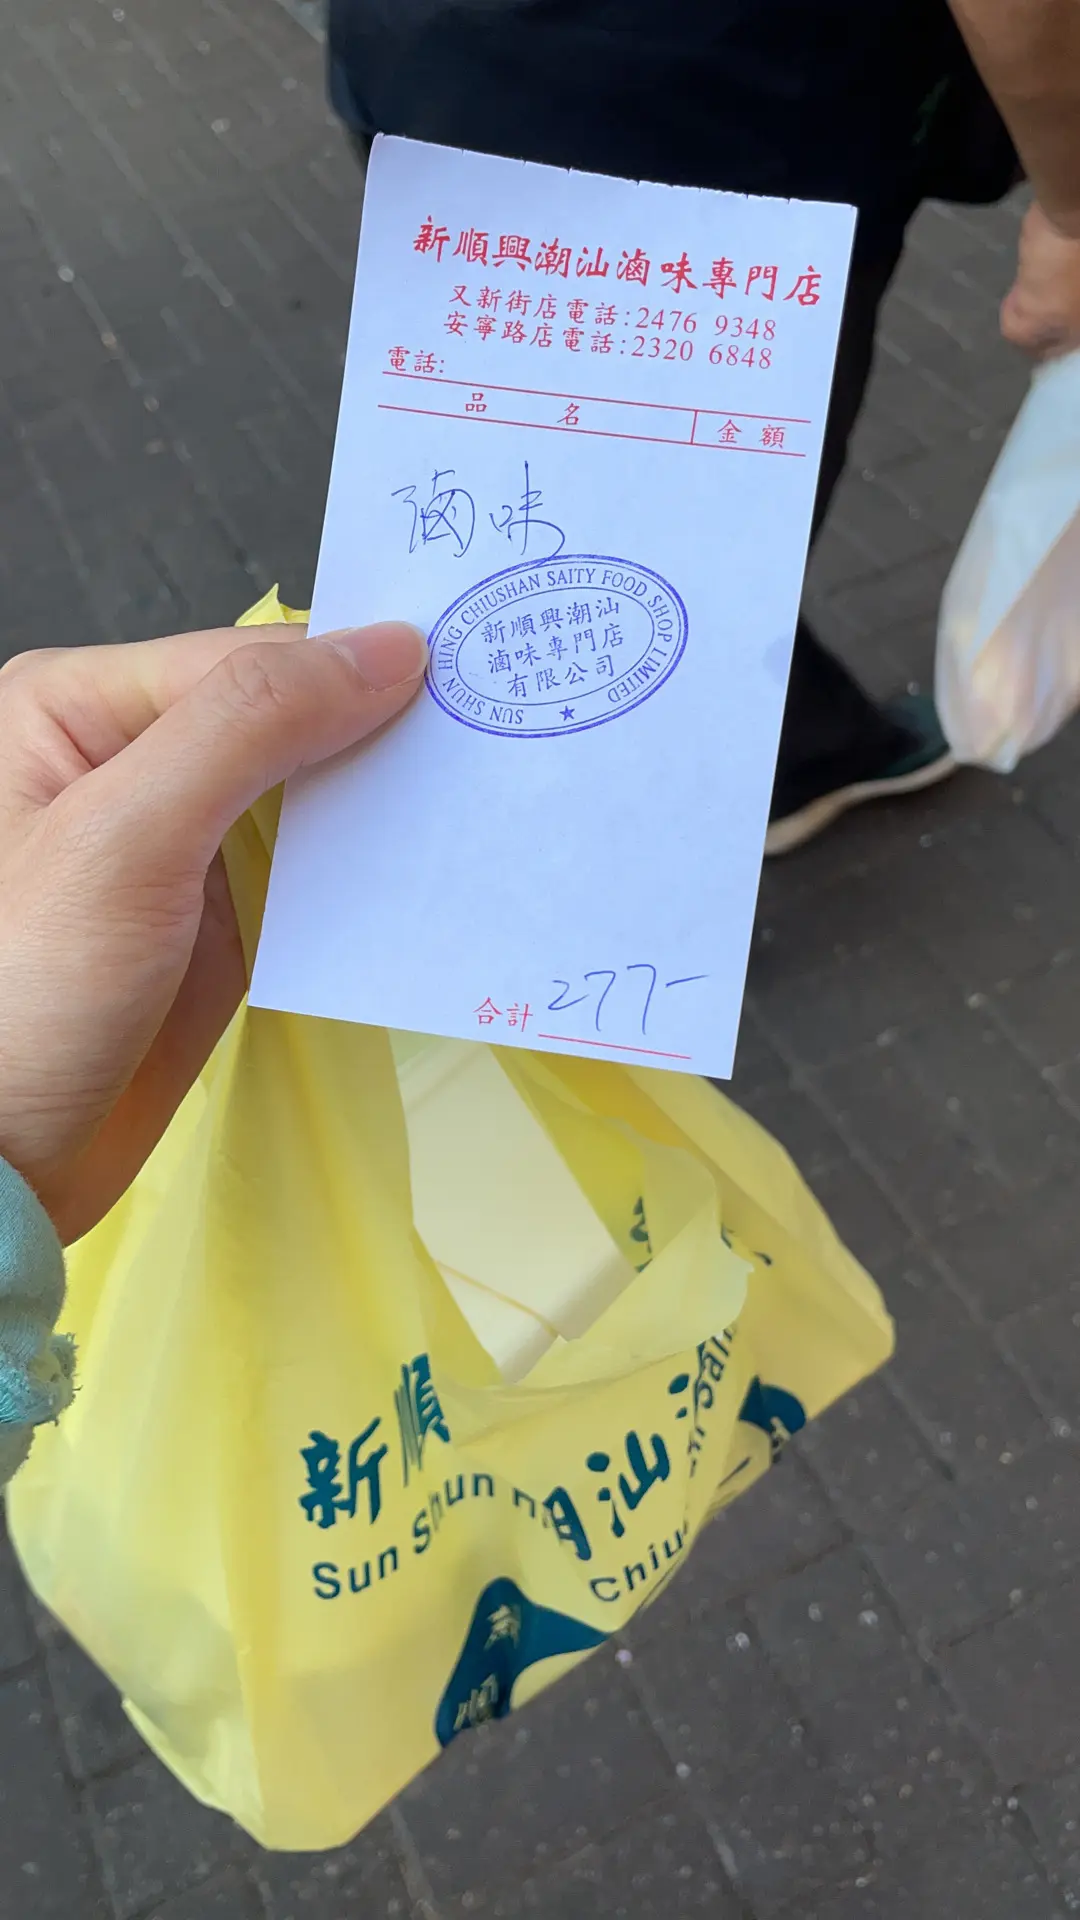 新順興潮汕滷味專門店
又新街店電話:2476 9348
安寧路店電話:2320 6848
電話:
品 名 金 額
滷味
SUN SHUN HING CHIUSHAN SAITY FOOD SHOP LIMITED
新順興潮汕
滷味專門店
有限公司
合計 277-
新順
Sun Shun
汕
Chiu